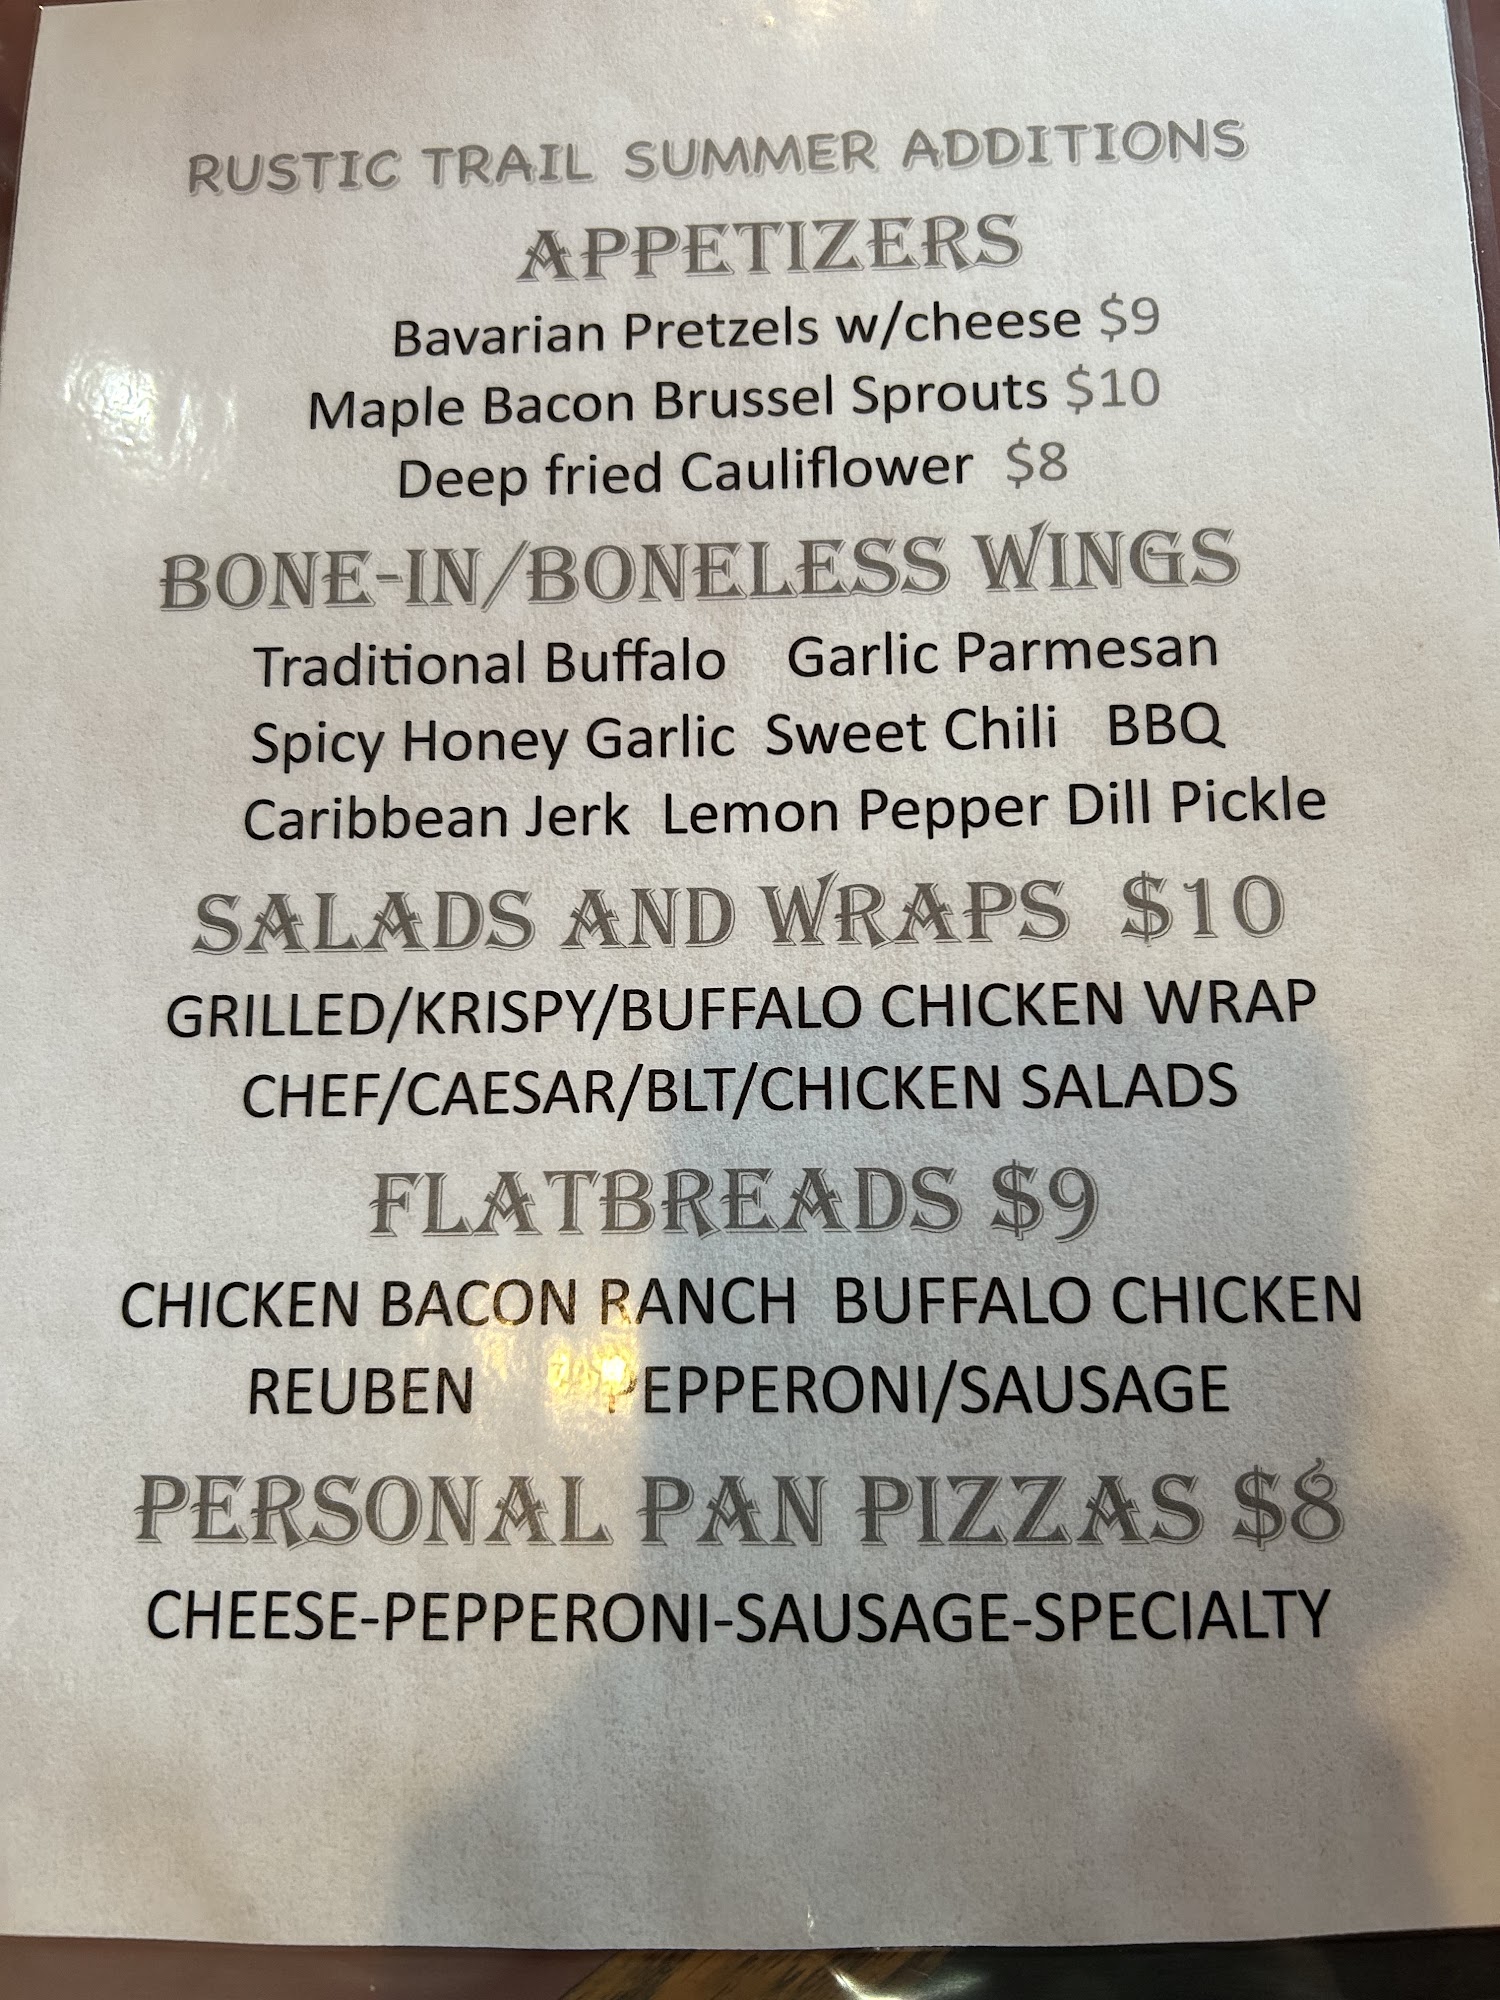 RUSTIC TRAIL SUMMER ADDITIONS
APPETIZERS
Bavarian Pretzels w/cheese $9
Maple Bacon Brussel Sprouts $10
Deep fried Cauliflower $8
BONE-IN/BONELESS WINGS
Traditional Buffalo Garlic Parmesan
Spicy Honey Garlic Sweet Chili BBQ
Caribbean Jerk Lemon Pepper Dill Pickle
SALADS AND WRAPS $10
GRILLED/KRISPY/BUFFALO CHICKEN WRAP
CHEF/CAESAR/BLT/CHICKEN SALADS
FLATBREADS $9
CHICKEN BACON RANCH BUFFALO CHICKEN
REUBEN PEPPERONI/SAUSAGE
PERSONAL PAN PIZZAS $8
CHEESE-PEPPERONI-SAUSAGE-SPECIALTY